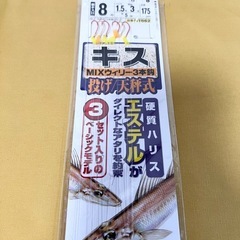 8
1.5
3
175
キス
MIXウィリー3本鈎
投げ/天秤式
硬質ハリス
エステルが
ダイレクトなアタリを約束
3セット入りの
ベーシックモデル